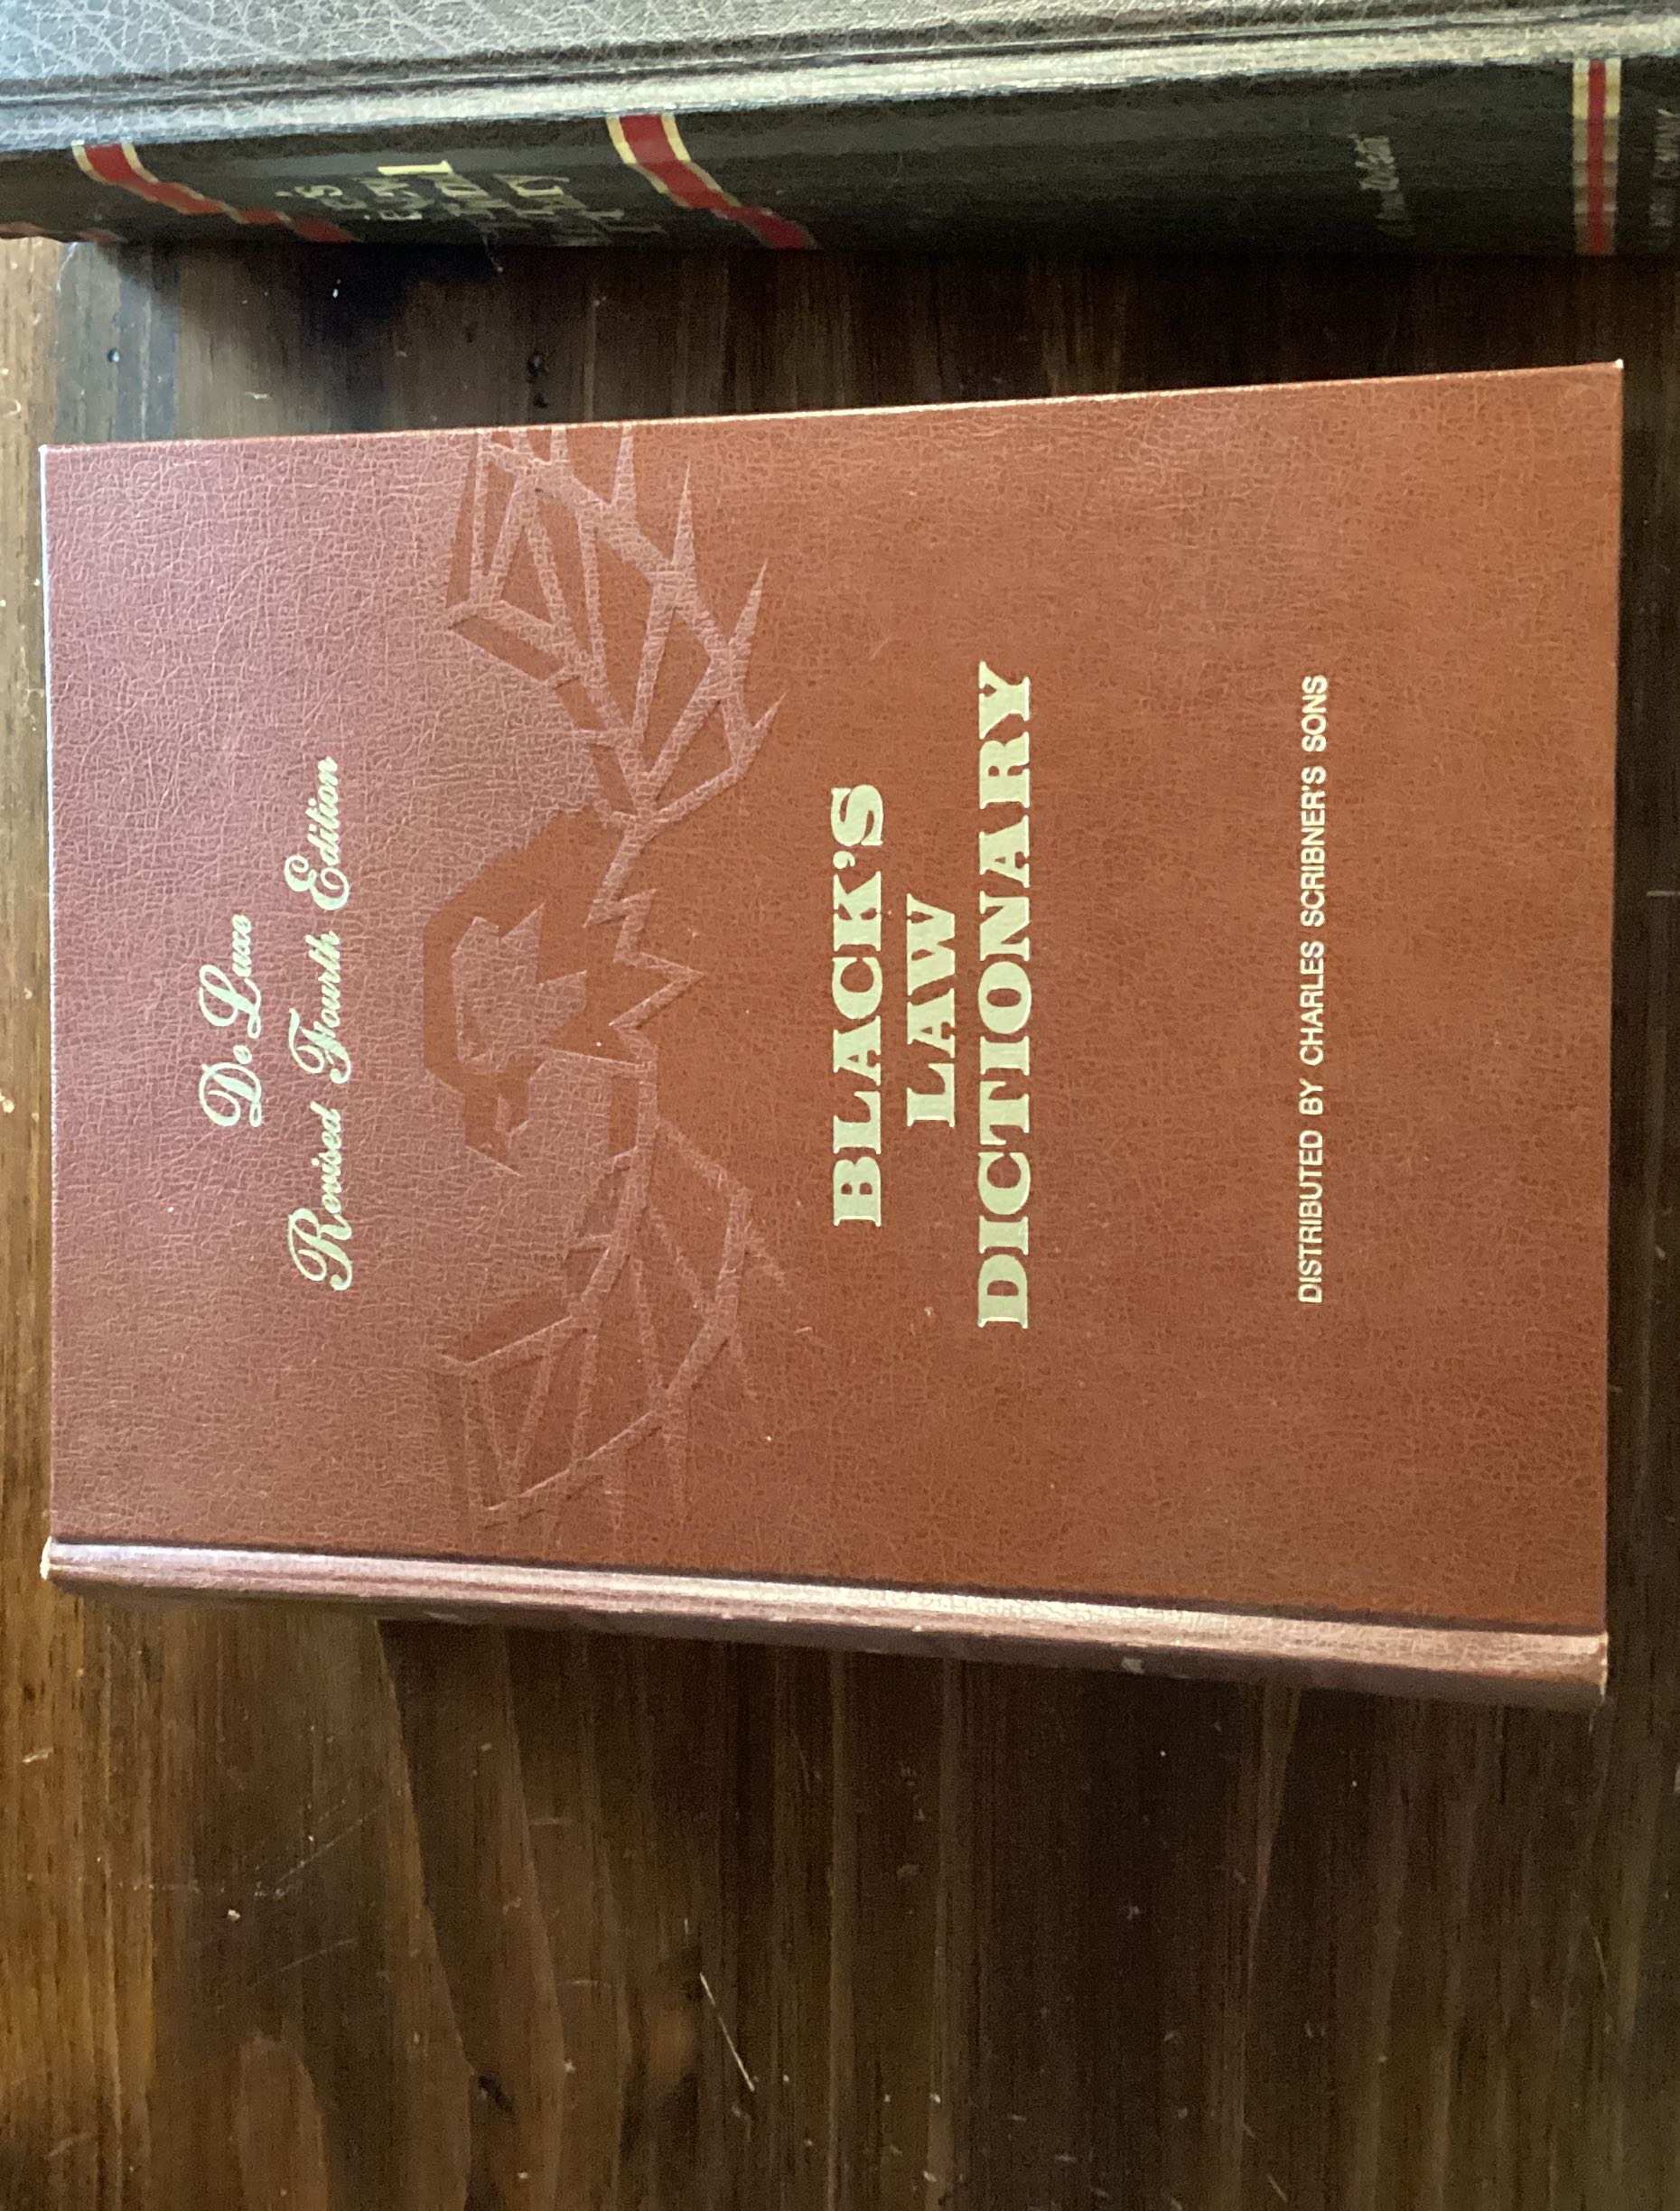 De Luxe
Revised Fourth Edition
BLACK'S
LAW
DICTIONARY
DISTRIBUTED BY CHARLES SCRIBNER'S SONS